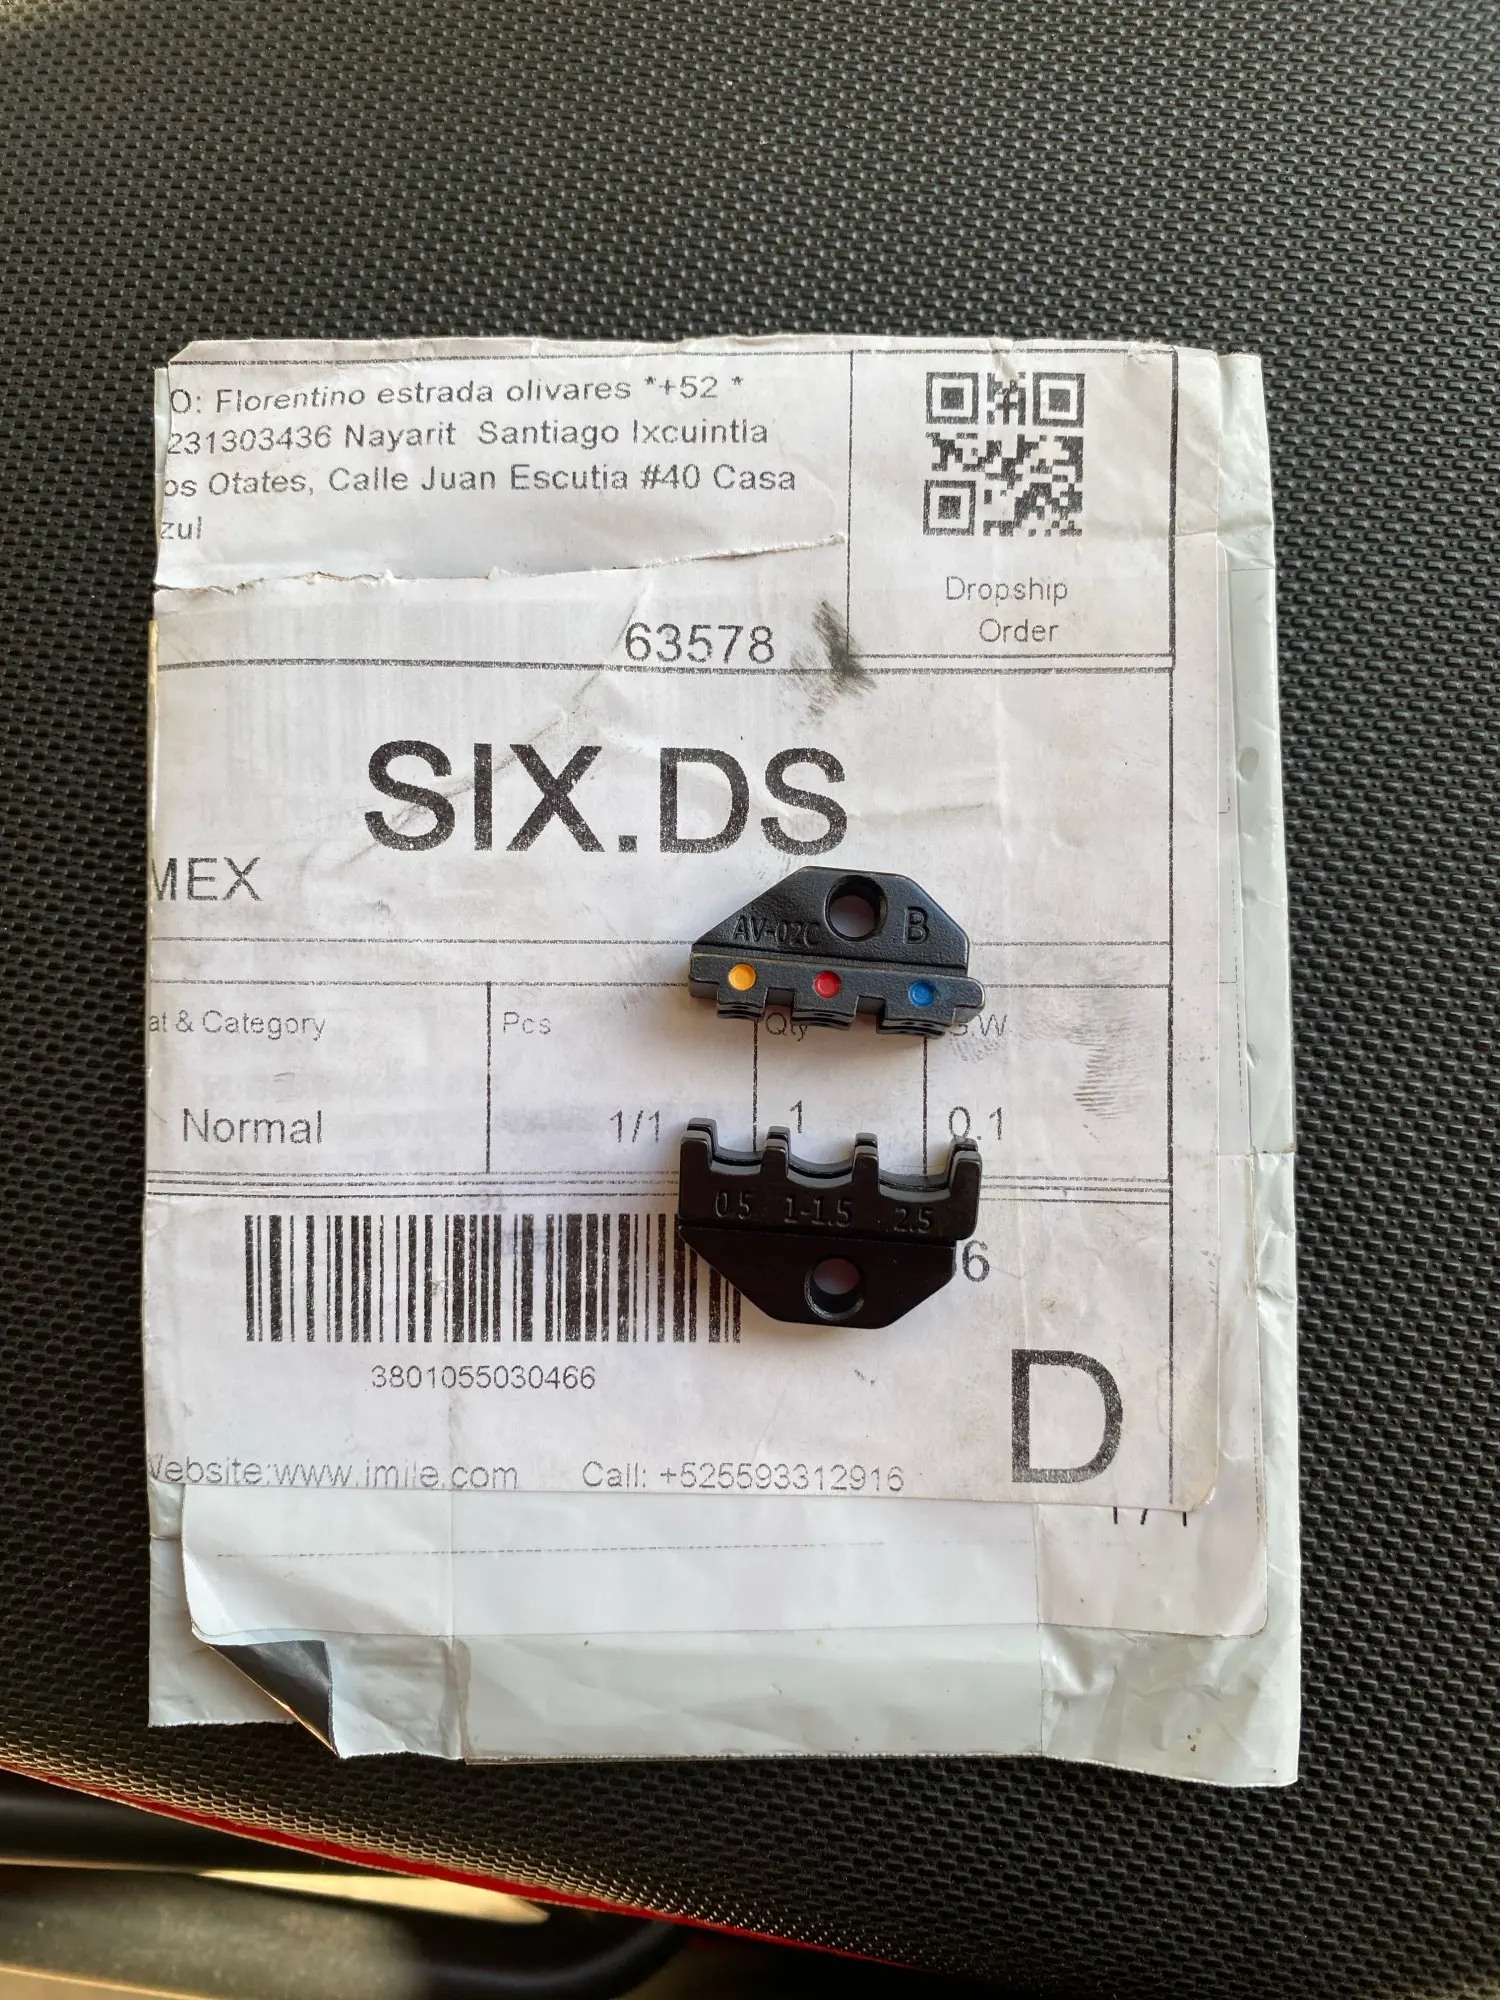 O: Florentino estrada olivares *+52 *
231303436 Nayarit Santiago Ixcuintla
os Otates, Calle Juan Escutia #40 Casa
zul
Dropship
Order
63578
SIX.DS
MEX
AV-02C B
at & Category
Pcs
Qty
G.W
Normal
1/1
1
0.1
0.5 1-1.5 2.5
6
3801055030466
D
Website:www.imile.com
Call: +525593312916